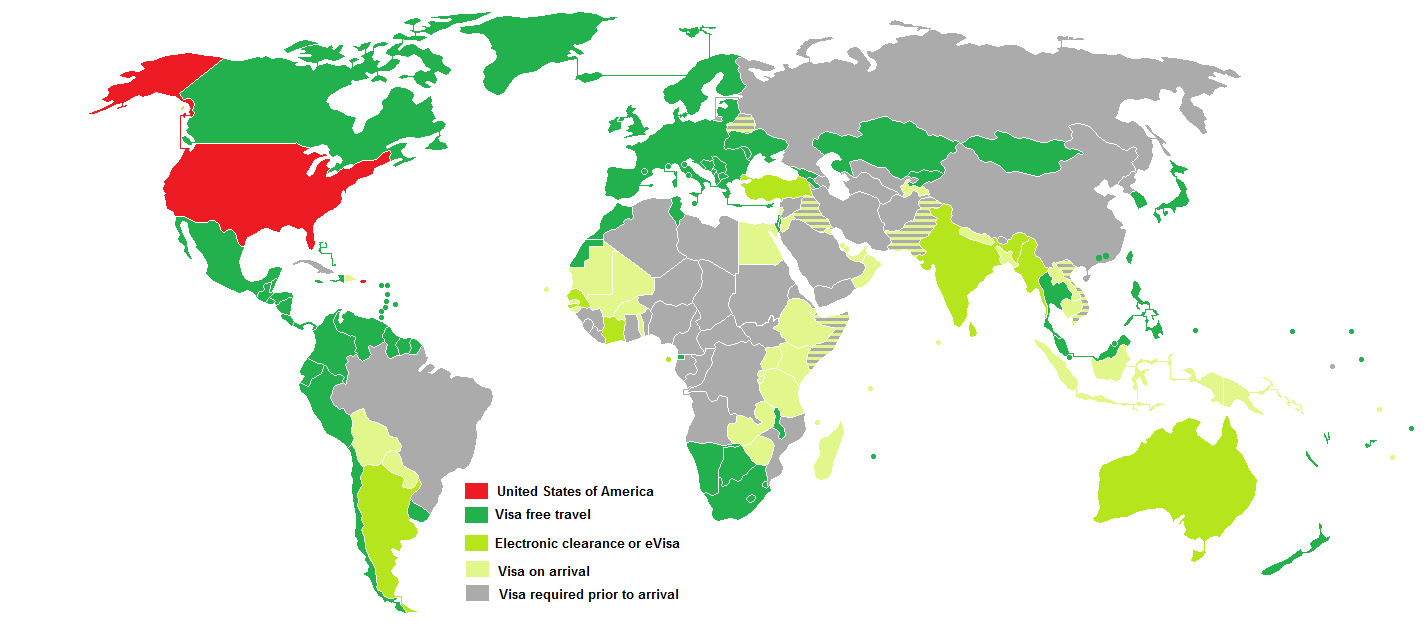 United States of America
Visa free travel
Electronic clearance or eVisa
Visa on arrival
Visa required prior to arrival